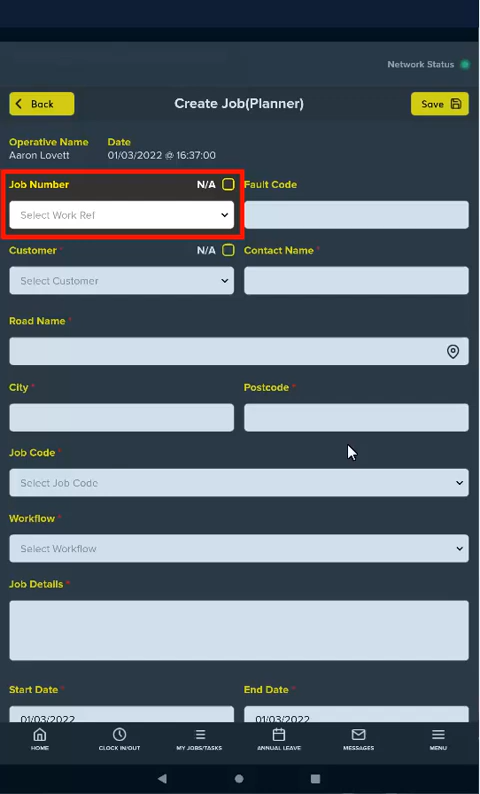 Network Status
Back
Create Job(Planner)
Save
Operative Name Date
Aaron Lovett 01/03/2022 @ 16:37:00
Job Number N/A Fault Code
Select Work Ref
Customer * N/A Contact Name *
Select Customer
Road Name *
City * Postcode *
Job Code *
Select Job Code
Workflow *
Select Workflow
Job Details *
Start Date * End Date *
01/03/2022 01/03/2022
HOME CLOCK IN/OUT MY JOBS/TASKS ANNUAL LEAVE MESSAGES MENU